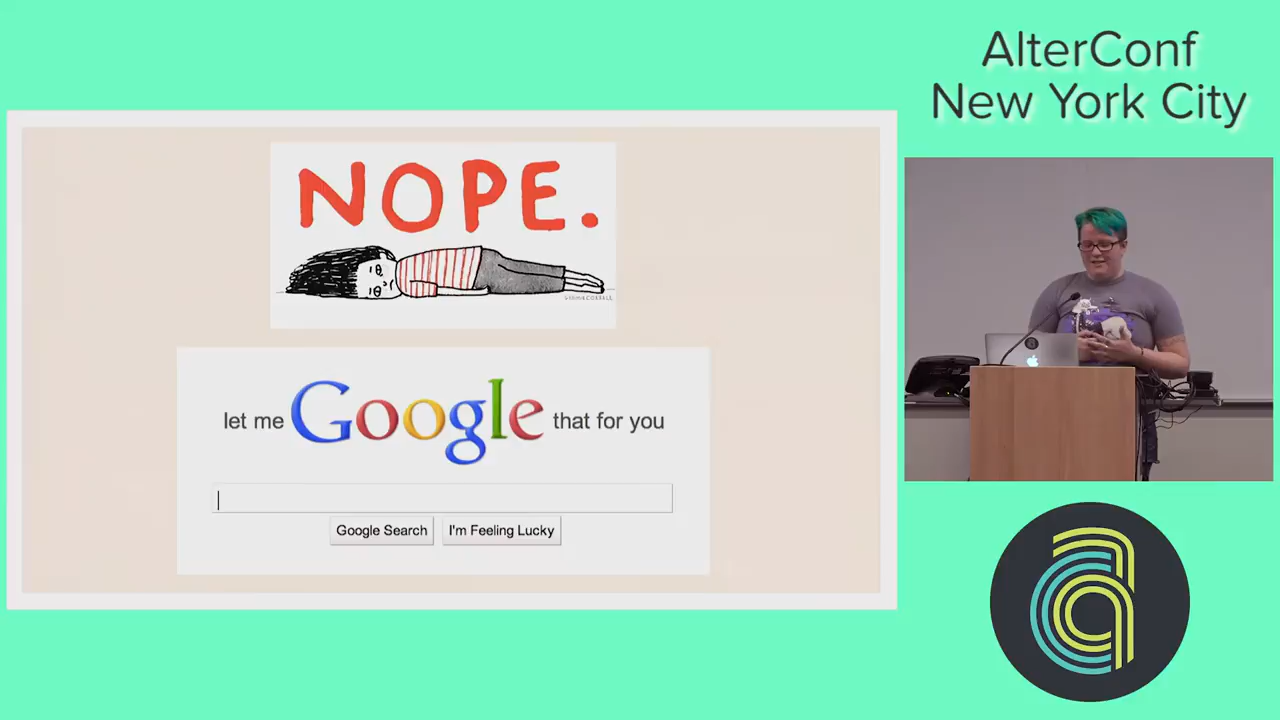 AlterConf
New York City
NOPE.
let me Google that for you
Google Search
I'm Feeling Lucky